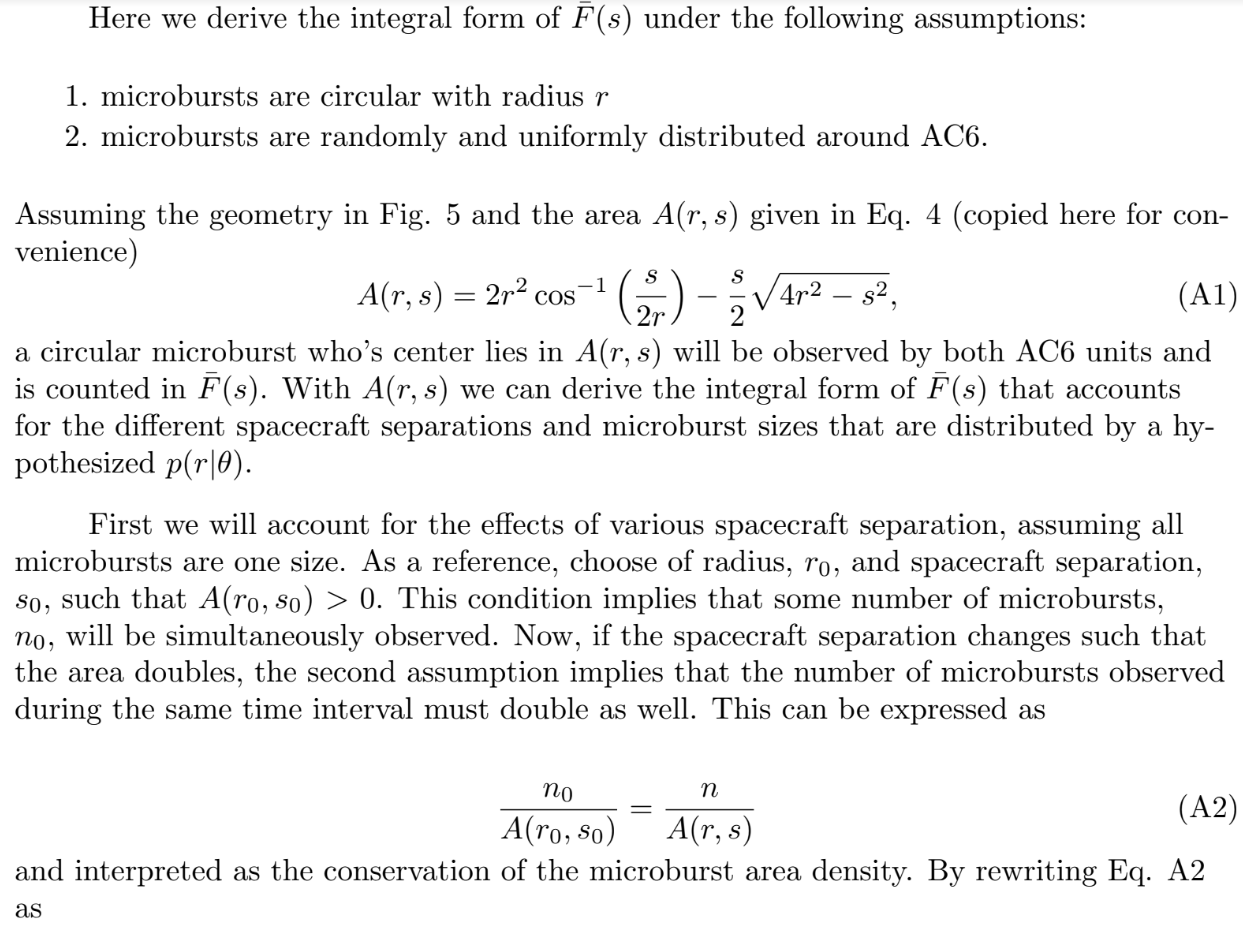 Here we derive the integral form of F̄(s) under the following assumptions:
1. microbursts are circular with radius r
2. microbursts are randomly and uniformly distributed around AC6.
Assuming the geometry in Fig. 5 and the area A(r, s) given in Eq. 4 (copied here for con-
venience)
A(r, s) = 2r² cos⁻¹ (s/2r) − s/2 √(4r² − s²), (A1)
a circular microburst who's center lies in A(r, s) will be observed by both AC6 units and
is counted in F̄(s). With A(r, s) we can derive the integral form of F̄(s) that accounts
for the different spacecraft separations and microburst sizes that are distributed by a hy-
pothesized p(r|θ).
First we will account for the effects of various spacecraft separation, assuming all
microbursts are one size. As a reference, choose of radius, r₀, and spacecraft separation,
s₀, such that A(r₀, s₀) > 0. This condition implies that some number of microbursts,
n₀, will be simultaneously observed. Now, if the spacecraft separation changes such that
the area doubles, the second assumption implies that the number of microbursts observed
during the same time interval must double as well. This can be expressed as
n₀/A(r₀, s₀) = n/A(r, s) (A2)
and interpreted as the conservation of the microburst area density. By rewriting Eq. A2
as